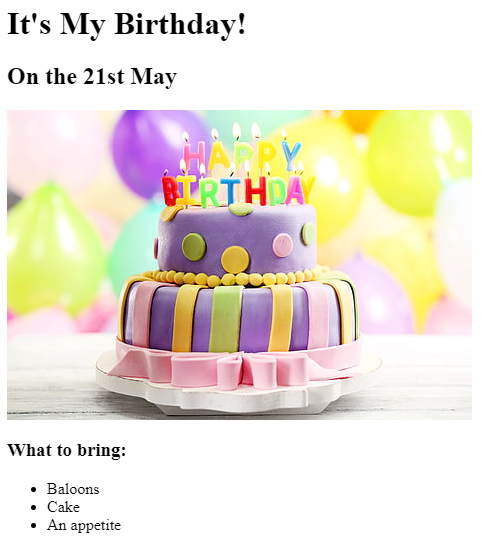 It's My Birthday!
On the 21st May
HAPPY
BIRTHDAY
What to bring:
Baloons
Cake
An appetite